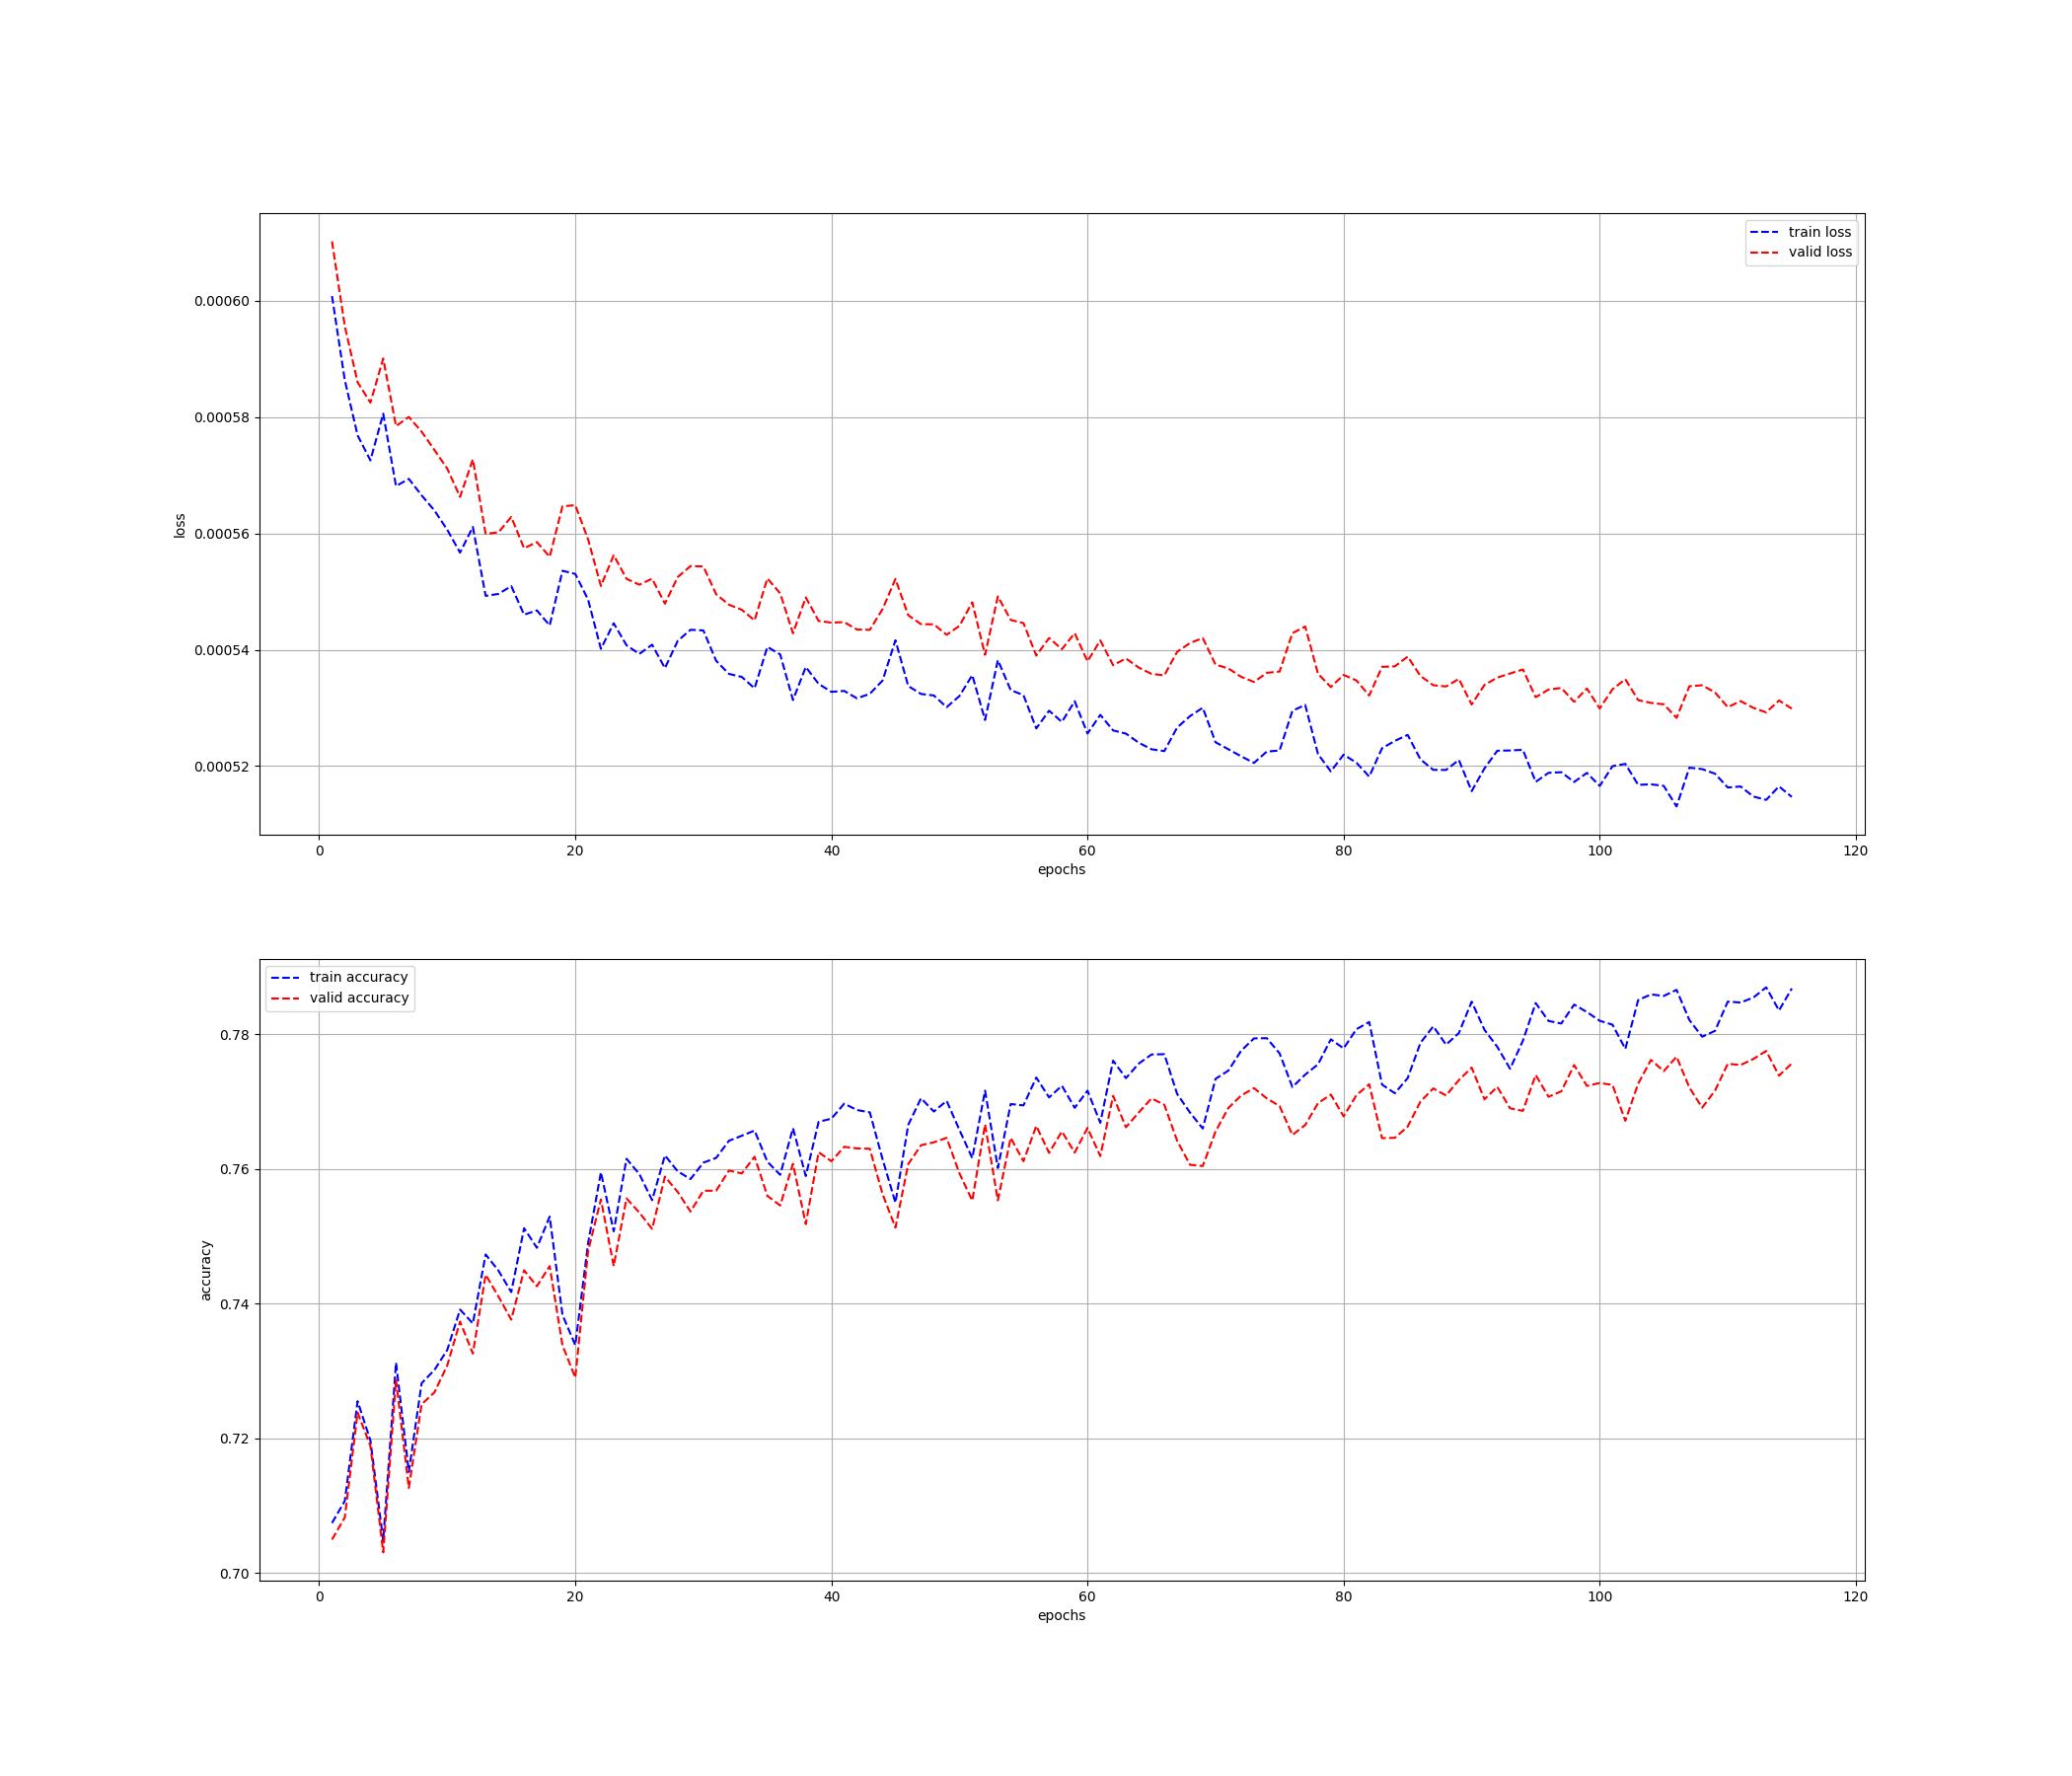 train loss
valid loss
0.00060
0.00058
0.00056
0.00054
0.00052
loss
0 20 40 60 80 100 120
epochs
train accuracy
valid accuracy
0.78
0.76
0.74
0.72
0.70
accuracy
0 20 40 60 80 100 120
epochs